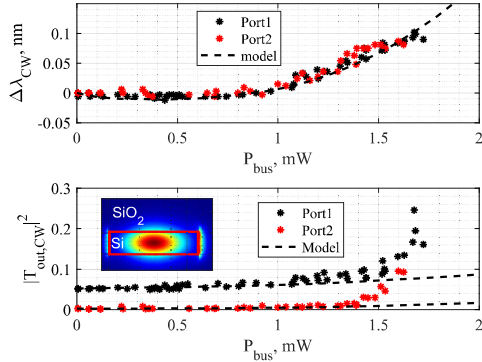 Δλ_CW, nm
0.1
0.05
0
-0.05
Port1
Port2
model
0 0.5 1 1.5 2
P_bus, mW
|T_out,CW|^2
0.3
0.2
0.1
0
SiO_2
Si
Port1
Port2
Model
0 0.5 1 1.5 2
P_bus, mW